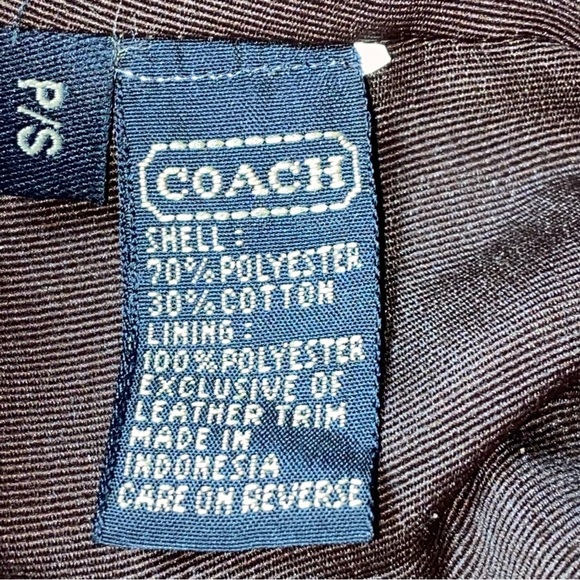 P/S
COACH
SHELL:
70% POLYESTER
30% COTTON
LINING:
100% POLYESTER
EXCLUSIVE OF
LEATHER TRIM
MADE IN
INDONESIA
CARE ON REVERSE